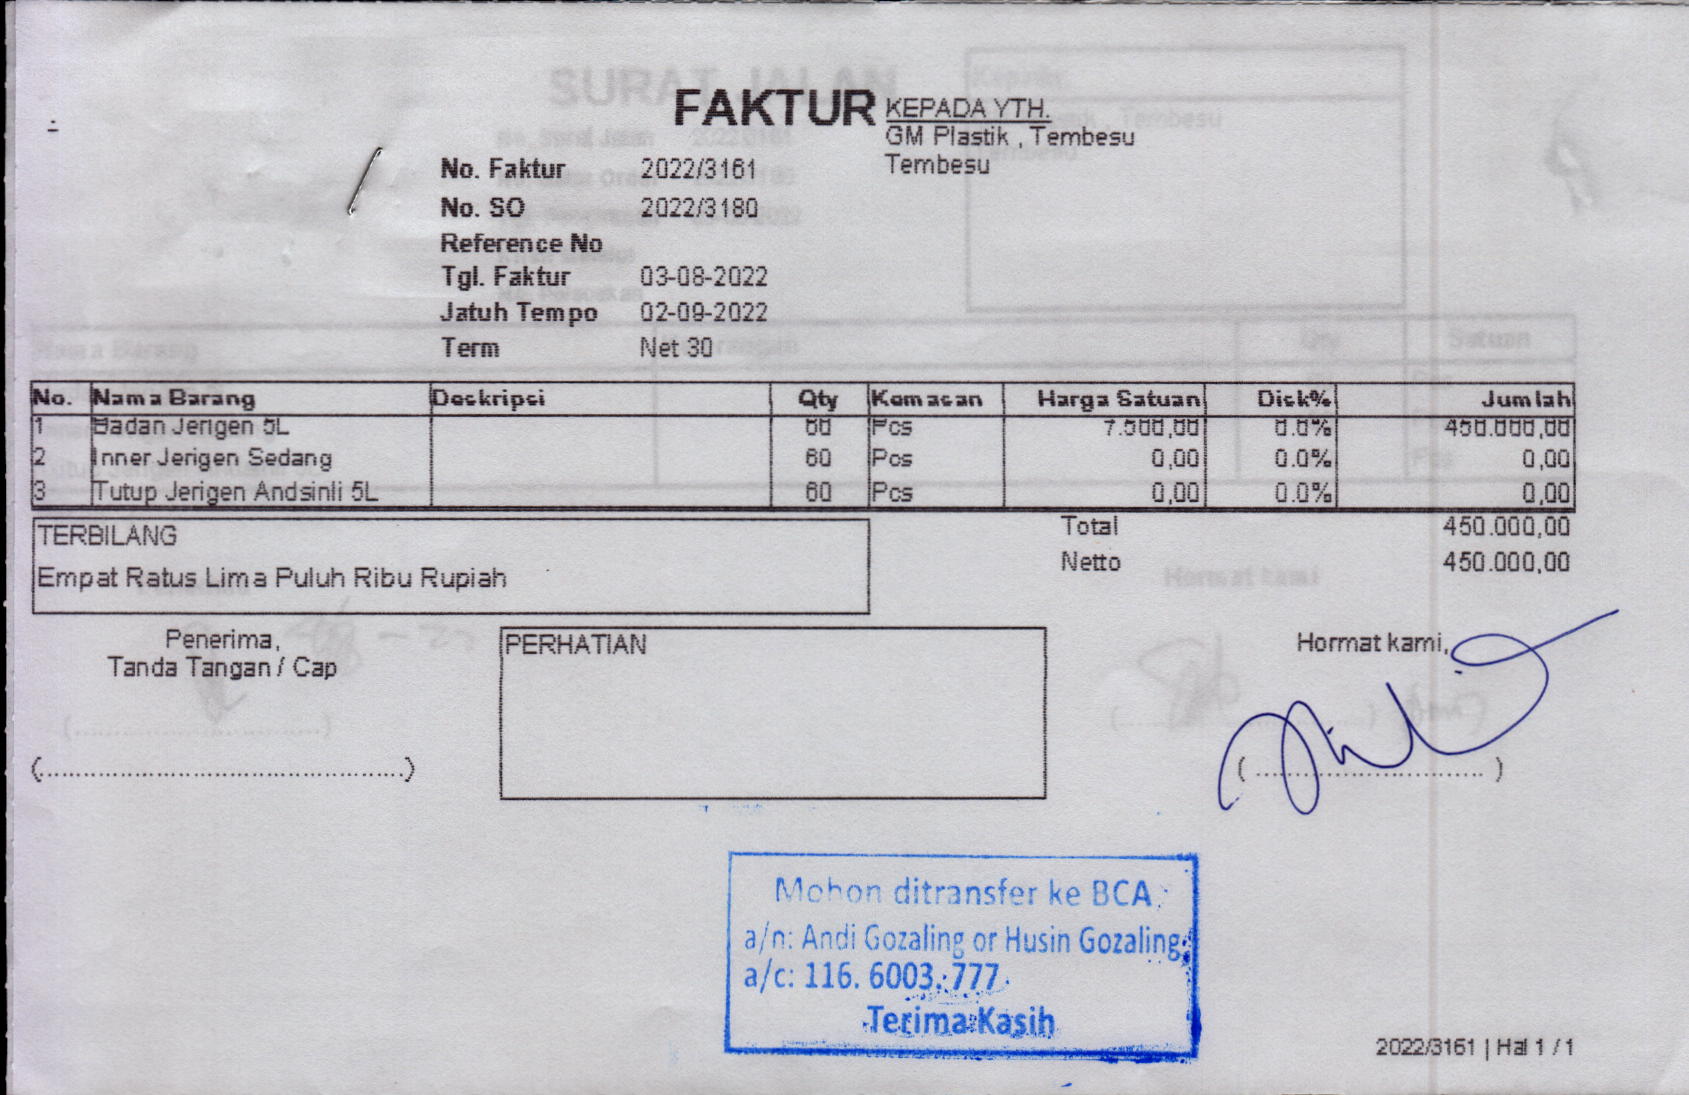 FAKTUR
KEPADA YTH.
GM Plastik , Tembesu
Tembesu
No. Faktur 2022/3161
No. SO 2022/3180
Reference No
Tgl. Faktur 03-08-2022
Jatuh Tempo 02-09-2022
Term Net 30
No. Nama Barang Deskripsi Qty Kemasan Harga Satuan Disk% Jumlah
1 Badan Jerigen 5L 60 Pcs 7.500,00 0.0% 450.000,00
2 Inner Jerigen Sedang 60 Pcs 0,00 0.0% 0,00
3 Tutup Jerigen Andsinli 5L 60 Pcs 0,00 0.0% 0,00
TERBILANG
Empat Ratus Lima Puluh Ribu Rupiah
Total 450.000,00
Netto 450.000,00
Penerima,
Tanda Tangan / Cap
(..............................................)
PERHATIAN
Hormat kami,
( .............................. )
Mohon ditransfer ke BCA
a/n: Andi Gozaling or Husin Gozaling
a/c: 116. 6003. 777
Terima Kasih
2022/3161 | Hal 1 / 1
SURAT JALAN